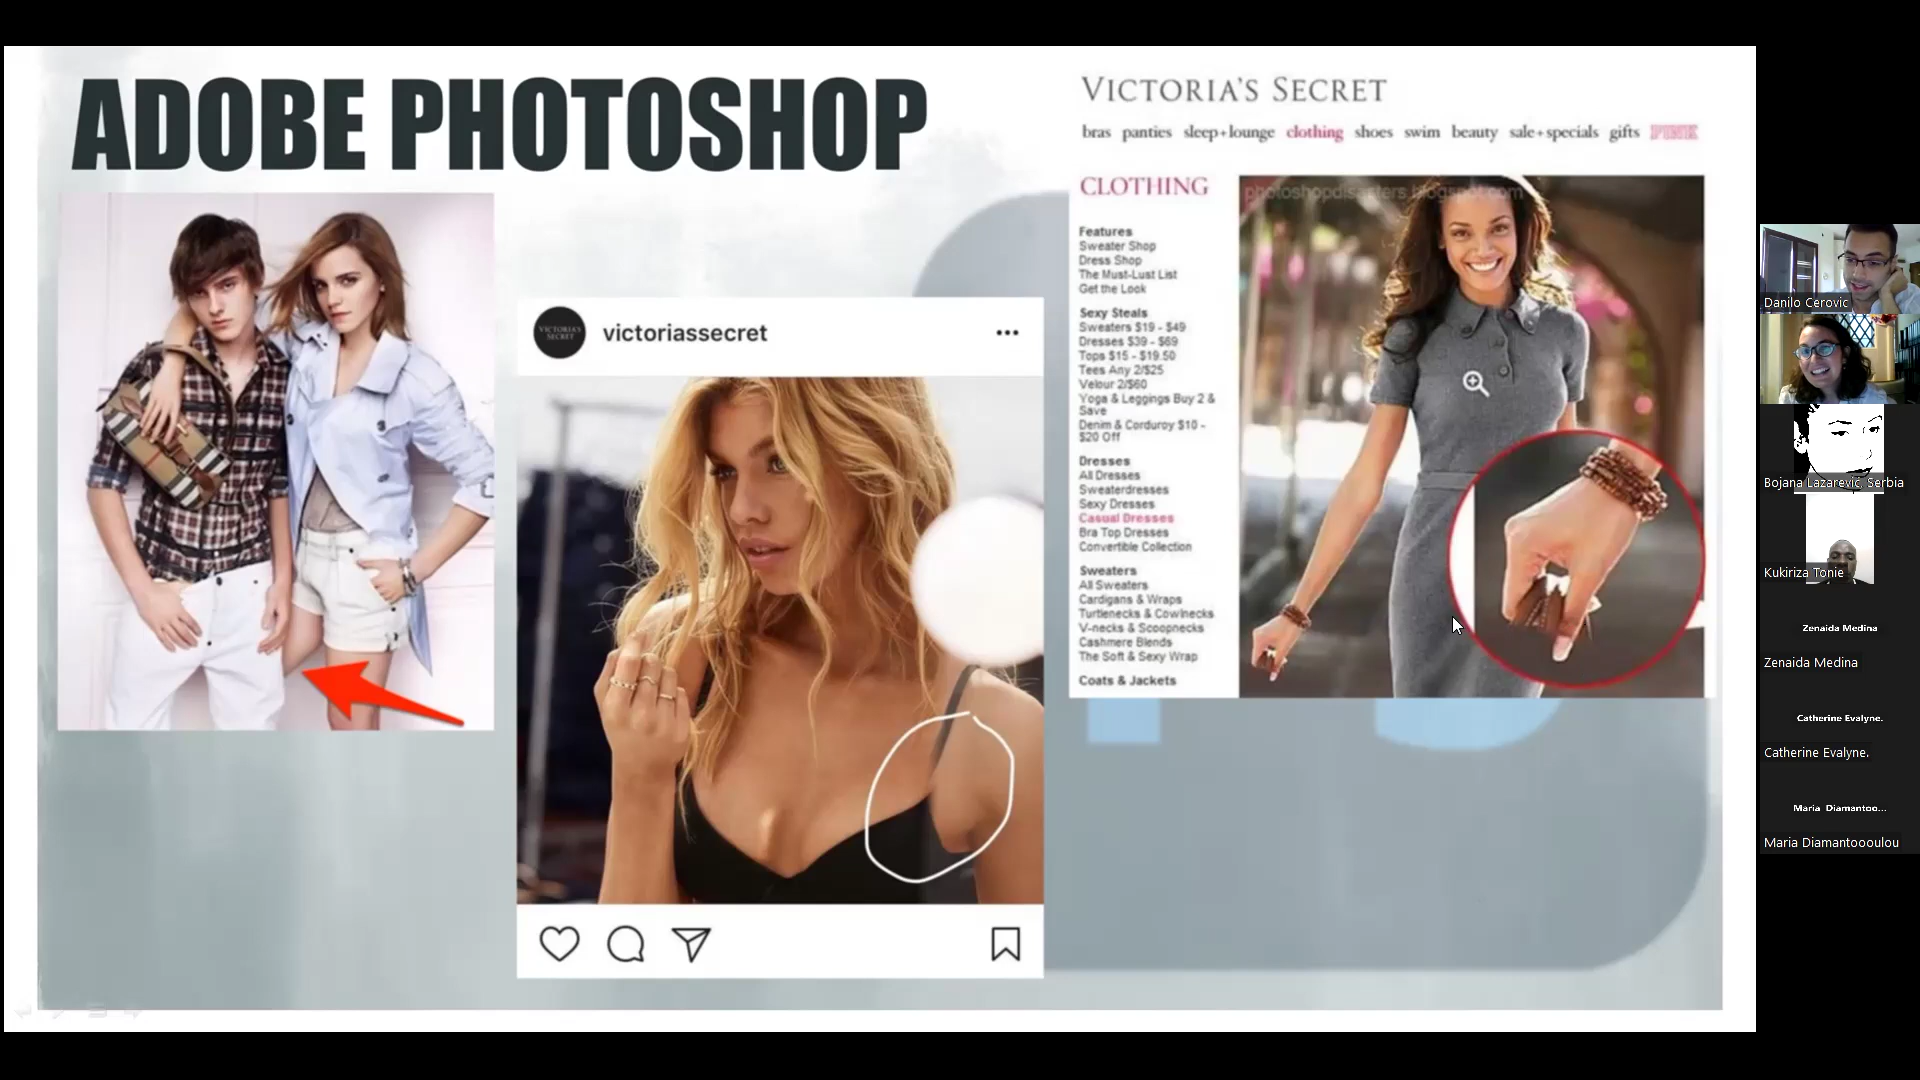 ADOBE PHOTOSHOP
VICTORIA'S SECRET
bras panties sleep+lounge clothing shoes swim beauty sale+specials gifts PINK
CLOTHING
photoshopdisasters.blogspot.com
Features
Sweater Shop
Dress Shop
The Must-Lust List
Get the Look
Sexy Steals
Sweaters $19 - $49
Dresses $39 - $69
Tops $15 - $19.50
Tees Any 2/$25
Velour 2/$60
Yoga & Leggings Buy 2 &
Save
Denim & Corduroy $10 -
$20 Off
Dresses
All Dresses
Sweaterdresses
Sexy Dresses
Casual Dresses
Bra Top Dresses
Convertible Collection
Sweaters
All Sweaters
Cardigans & Wraps
Turtlenecks & Cowlnecks
V-necks & Scoopnecks
Cashmere Blends
The Soft & Sexy Wrap
Coats & Jackets
VICTORIA'S
SECRET
victoriassecret
Danilo Cerovic
Bojana Lazarević, Serbia
Kukiriza Tonie
Zenaida Medina
Zenaida Medina
Catherine Evalyne.
Catherine Evalyne.
Maria Diamantoo...
Maria Diamantoooulou